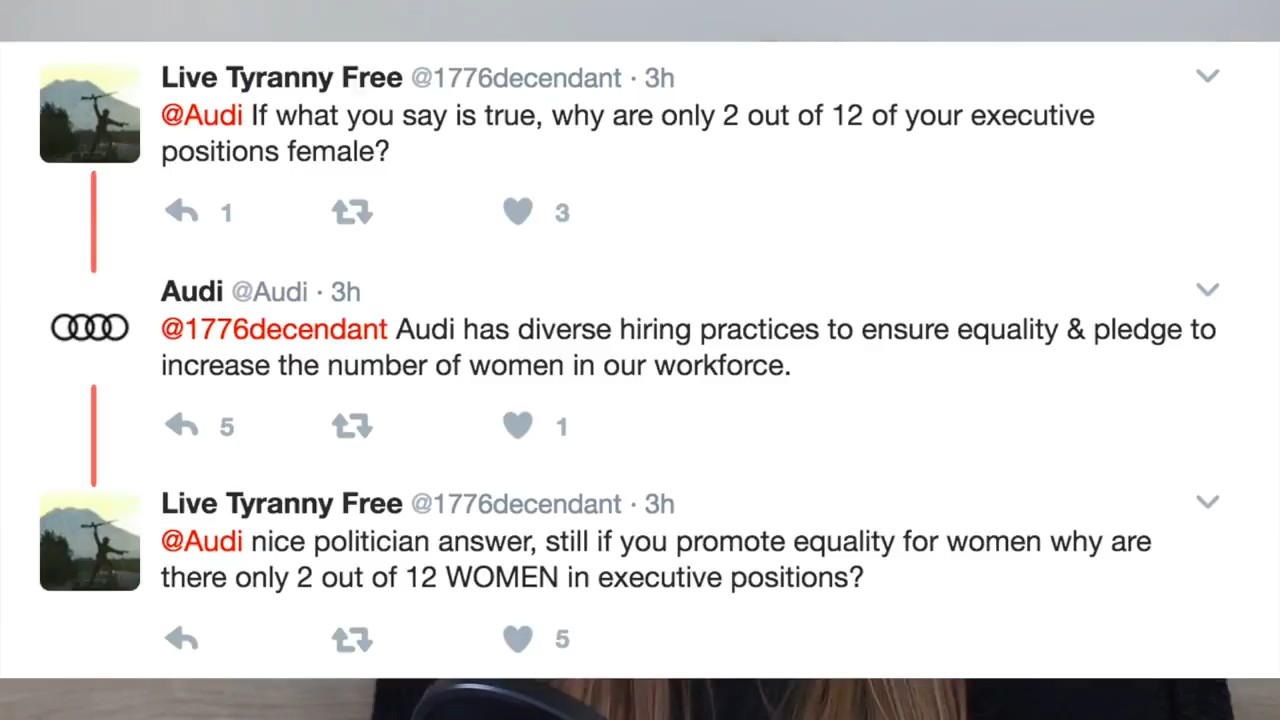 Live Tyranny Free @1776decendant · 3h
@Audi If what you say is true, why are only 2 out of 12 of your executive
positions female?
1 3
Audi @Audi · 3h
@1776decendant Audi has diverse hiring practices to ensure equality & pledge to
increase the number of women in our workforce.
5 1
Live Tyranny Free @1776decendant · 3h
@Audi nice politician answer, still if you promote equality for women why are
there only 2 out of 12 WOMEN in executive positions?
5